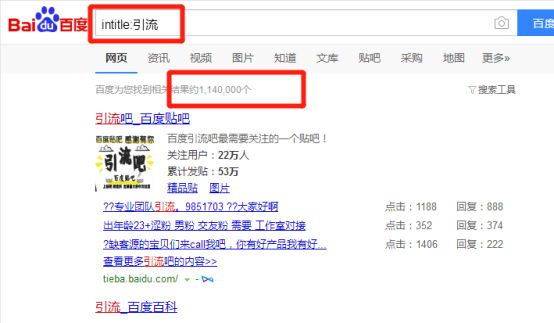 Bai du 百度 intitle:引流
网页 资讯 视频 图片 知道 文库 贴吧 采购 地图 更多»
百度为您找到相关结果约1,140,000个 搜索工具
引流吧_百度贴吧
百度贴吧 感谢有你
引流吧
百度贴吧
百度引流吧最需要关注的一个贴吧！
关注用户：22万人
累计发贴：53万
精品贴 图片
??专业团队引流。9851703 ??大家好啊 点击：1188 回复：888
出年龄23+涩粉 男粉 交友粉 需要 工作室对接 点击：352 回复：374
?缺客源的宝贝们来call我吧，你有好产品我有好... 点击：1406 回复：222
查看更多引流吧的内容>>
tieba.baidu.com/
引流_百度百科